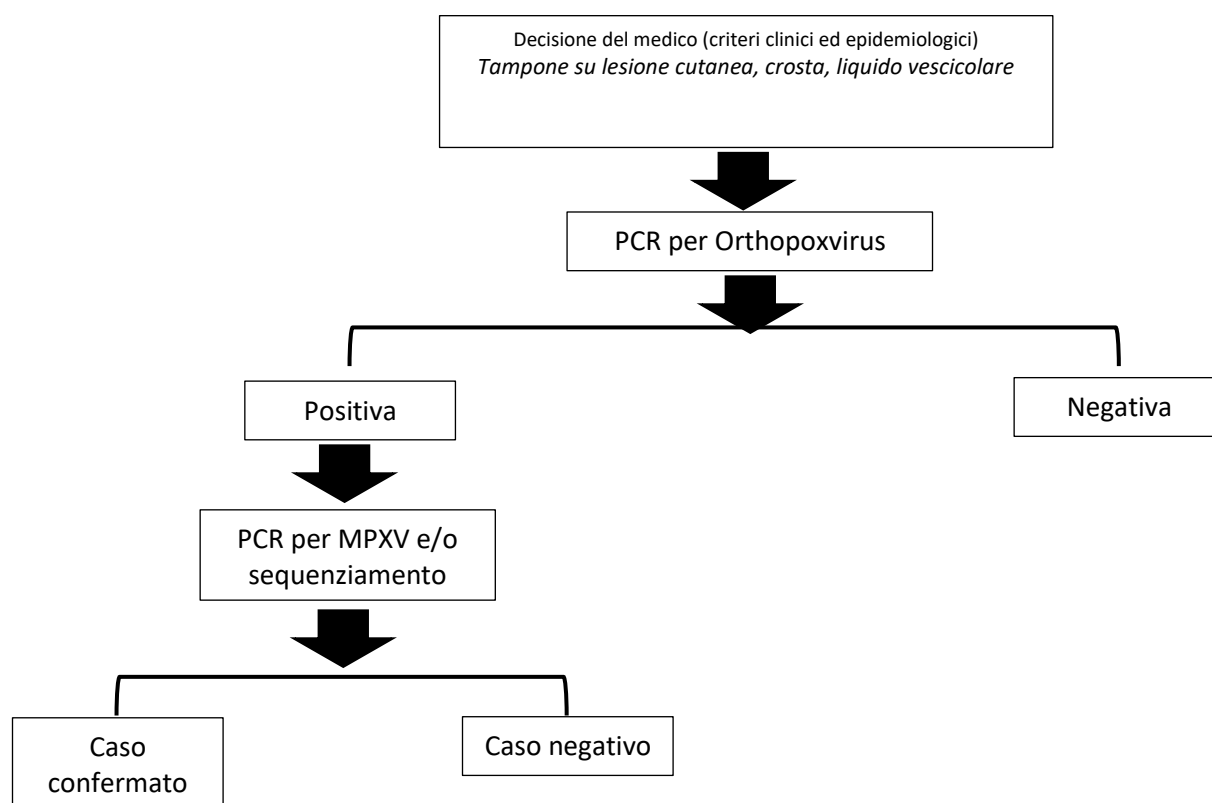 Decisione del medico (criteri clinici ed epidemiologici)
Tampone su lesione cutanea, crosta, liquido vescicolare
PCR per Orthopoxvirus
Positiva
Negativa
PCR per MPXV e/o
sequenziamento
Caso
confermato
Caso negativo